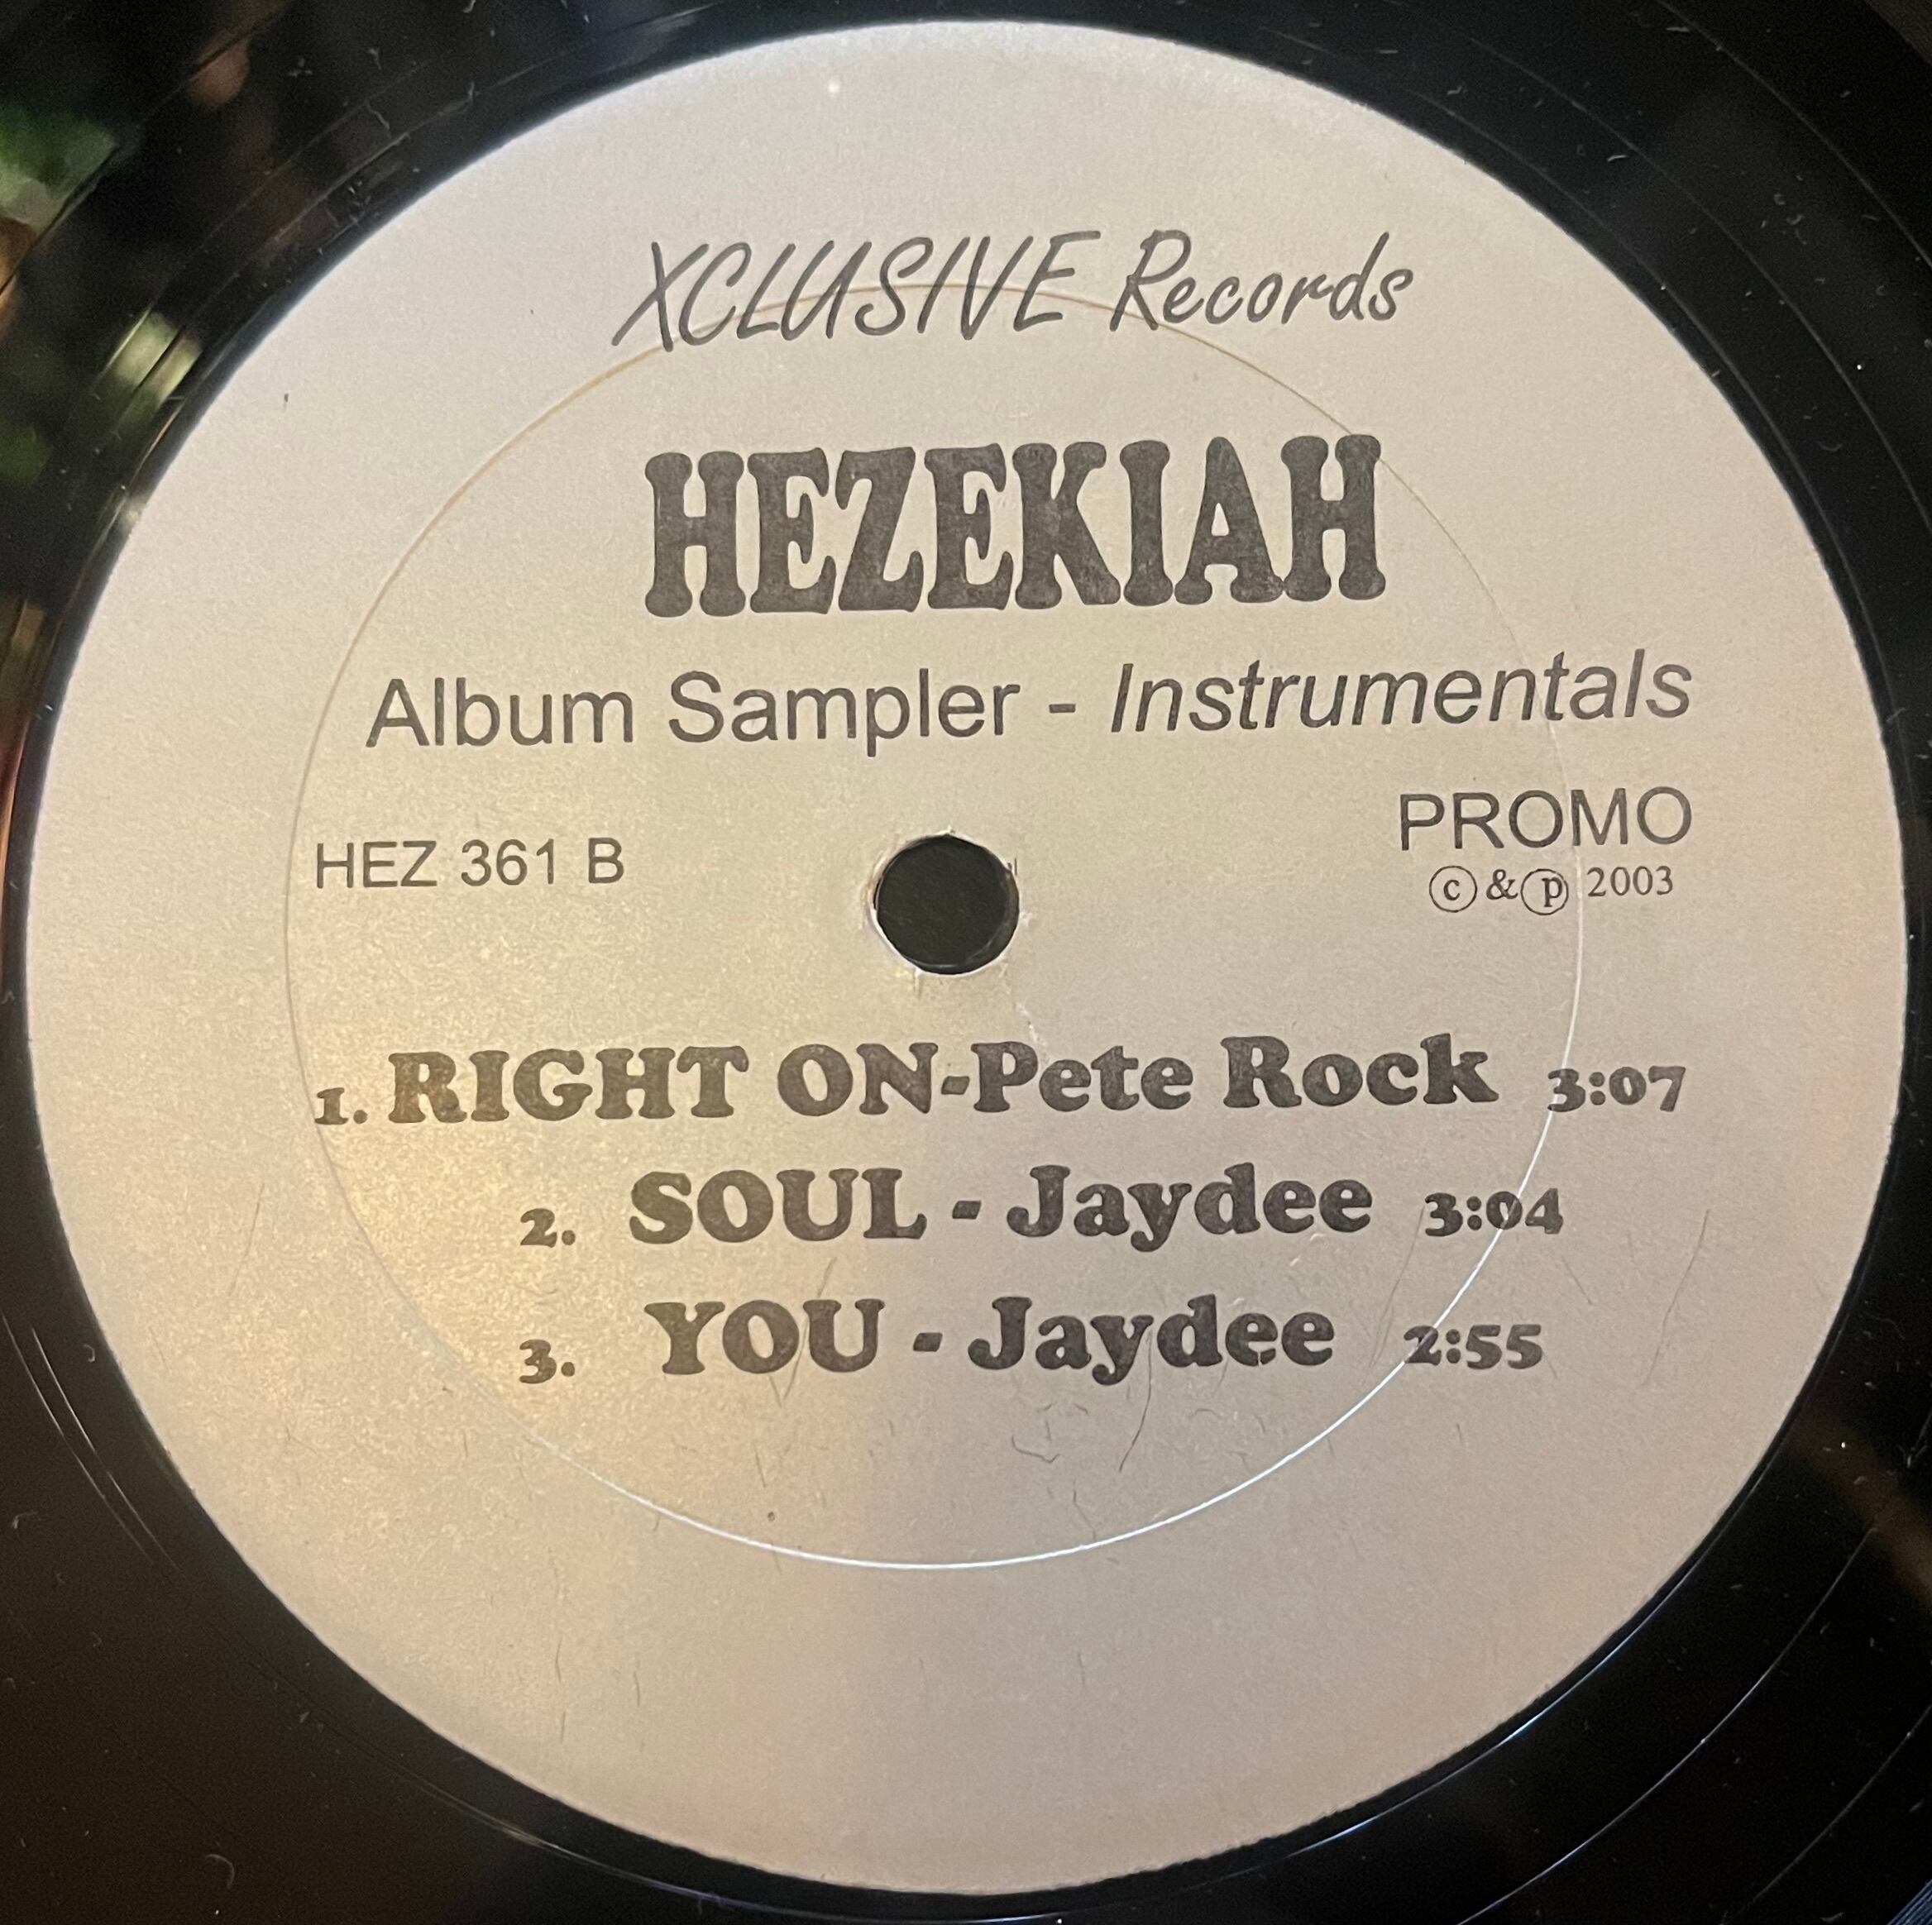 XCLUSIVE Records
HEZEKIAH
Album Sampler - Instrumentals
PROMO
HEZ 361 B
©&℗ 2003
1. RIGHT ON-Pete Rock 3:07
2. SOUL - Jaydee 3:04
3. YOU - Jaydee 2:55